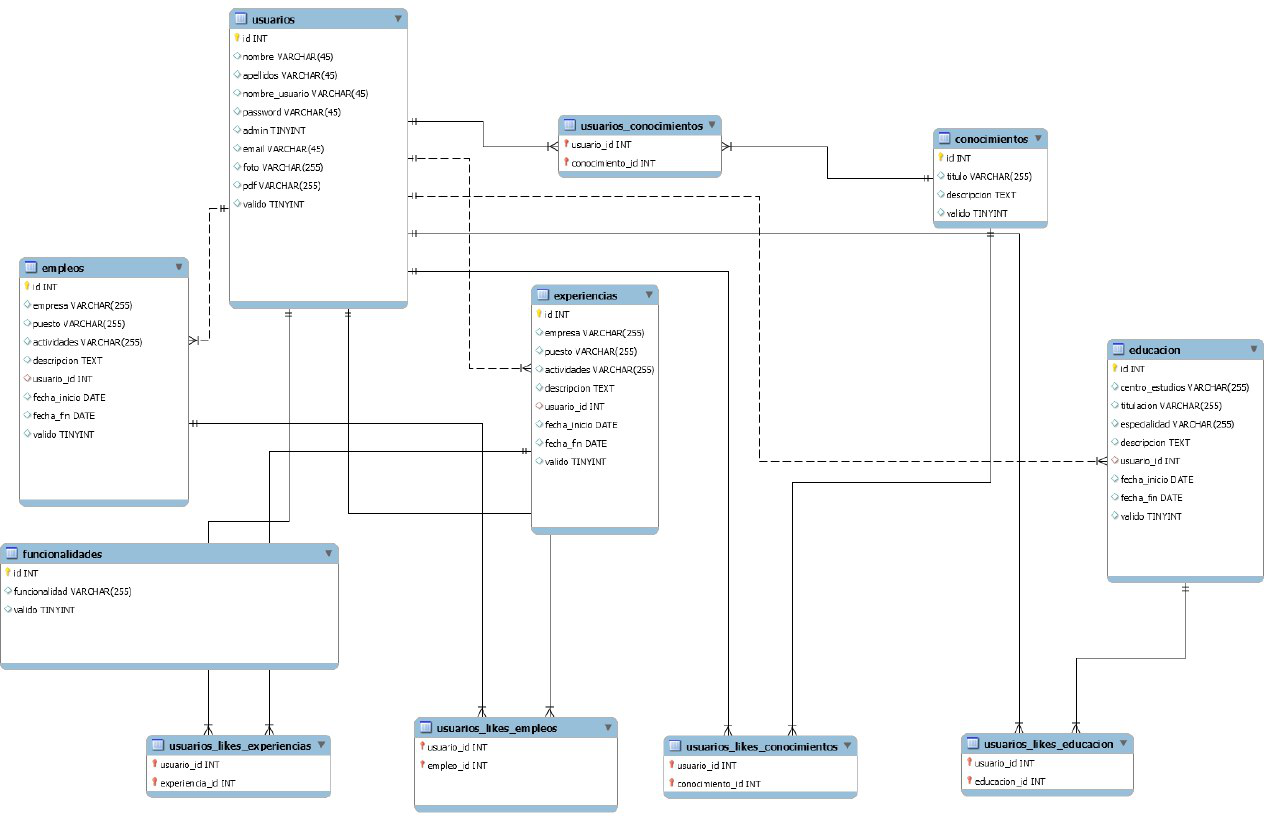 usuarios
id INT
nombre VARCHAR(45)
apellidos VARCHAR(45)
nombre_usuario VARCHAR(45)
password VARCHAR(45)
admin TINYINT
email VARCHAR(45)
foto VARCHAR(255)
pdf VARCHAR(255)
valido TINYINT
usuarios_conocimientos
usuario_id INT
conocimiento_id INT
conocimientos
id INT
titulo VARCHAR(255)
descripcion TEXT
valido TINYINT
empleos
id INT
empresa VARCHAR(255)
puesto VARCHAR(255)
actividades VARCHAR(255)
descripcion TEXT
usuario_id INT
fecha_inicio DATE
fecha_fin DATE
valido TINYINT
experiencias
id INT
empresa VARCHAR(255)
puesto VARCHAR(255)
actividades VARCHAR(255)
descripcion TEXT
usuario_id INT
fecha_inicio DATE
fecha_fin DATE
valido TINYINT
educacion
id INT
centro_estudios VARCHAR(255)
titulacion VARCHAR(255)
especialidad VARCHAR(255)
descripcion TEXT
usuario_id INT
fecha_inicio DATE
fecha_fin DATE
valido TINYINT
funcionalidades
id INT
funcionalidad VARCHAR(255)
valido TINYINT
usuarios_likes_experiencias
usuario_id INT
experiencia_id INT
usuarios_likes_empleos
usuario_id INT
empleo_id INT
usuarios_likes_conocimientos
usuario_id INT
conocimiento_id INT
usuarios_likes_educacion
usuario_id INT
educacion_id INT